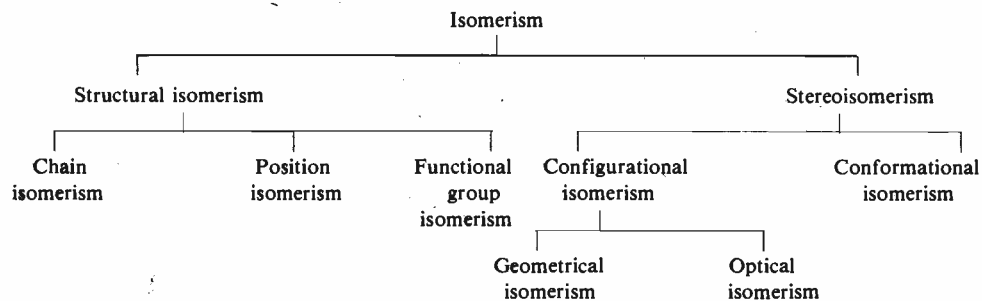 Isomerism
Structural isomerism
Stereoisomerism
Chain
isomerism
Position
isomerism
Functional
group
isomerism
Configurational
isomerism
Conformational
isomerism
Geometrical
isomerism
Optical
isomerism